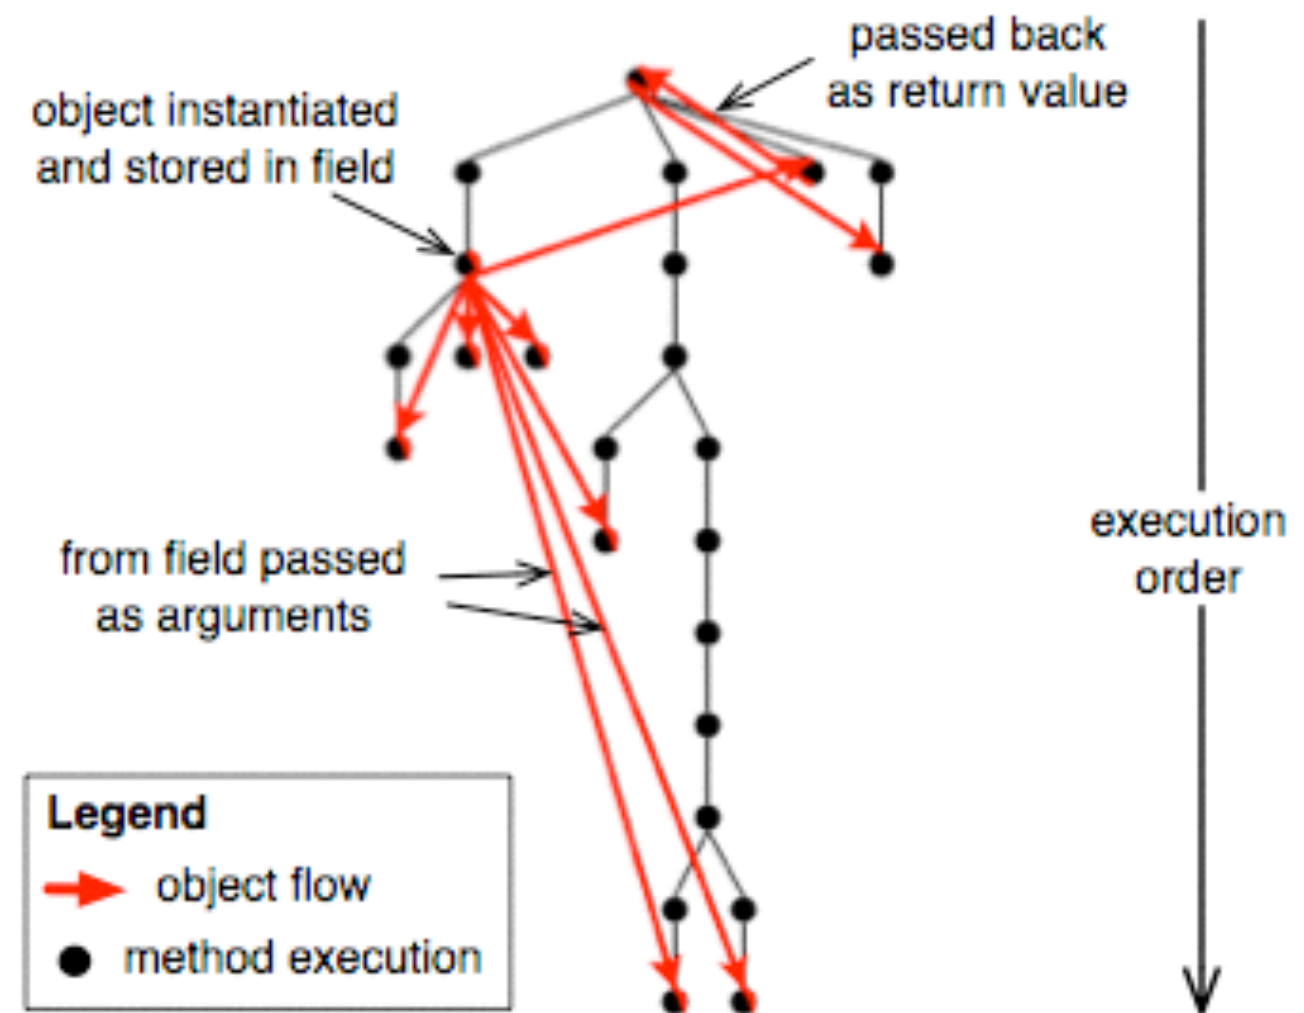 passed back
as return value
object instantiated
and stored in field
from field passed
as arguments
execution
order
Legend
object flow
method execution